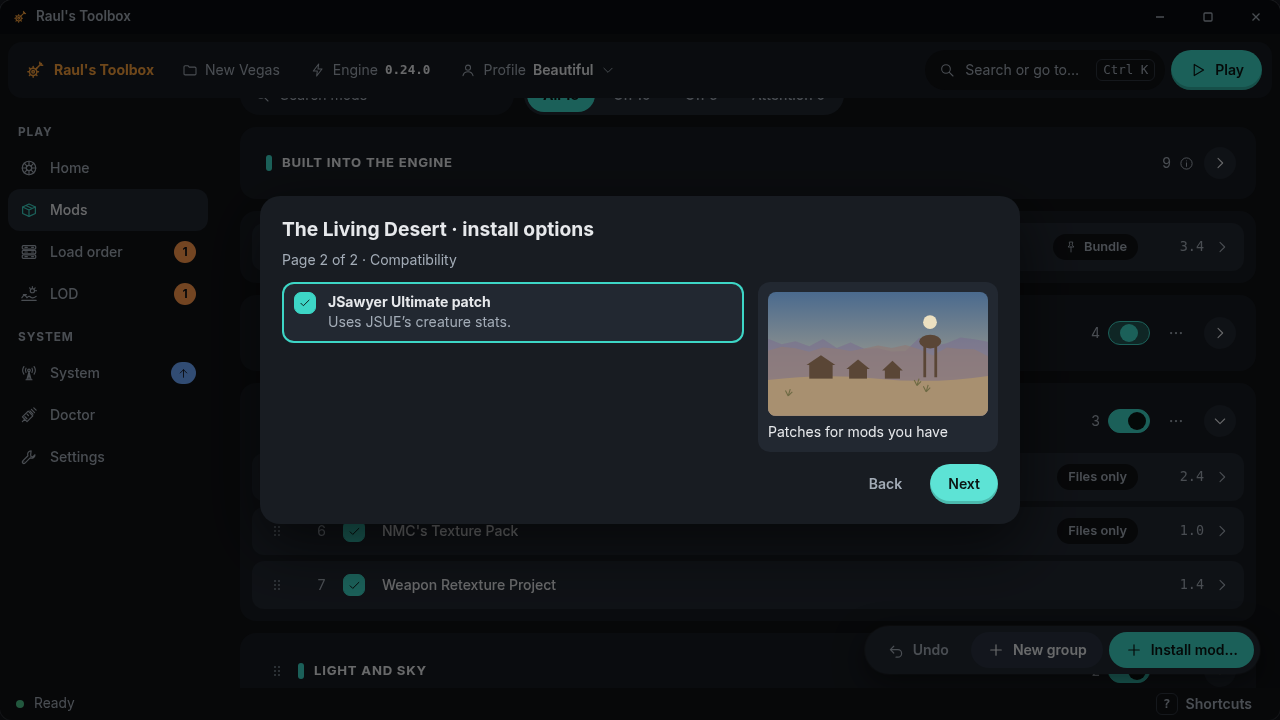 Raul's Toolbox
Raul's Toolbox
New Vegas
Engine 0.24.0
Profile Beautiful
Search or go to...
Ctrl K
Play
PLAY
Home
Mods
Load order 1
LOD 1
SYSTEM
System
Doctor
Settings
BUILT INTO THE ENGINE
9
Bundle
3.4
4
3
The Living Desert · install options
Page 2 of 2 · Compatibility
JSawyer Ultimate patch
Uses JSUE's creature stats.
Patches for mods you have
Back
Next
Files only
2.4
6
NMC's Texture Pack
Files only
1.0
7
Weapon Retexture Project
1.4
LIGHT AND SKY
Undo
New group
Install mod...
Ready
? Shortcuts